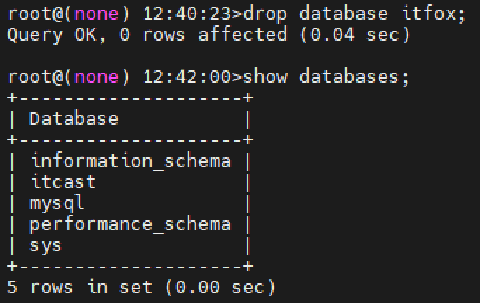 root@(none) 12:40:23>drop database itfox;
Query OK, 0 rows affected (0.04 sec)
root@(none) 12:42:00>show databases;
+--------------------+
| Database           |
+--------------------+
| information_schema |
| itcast             |
| mysql              |
| performance_schema |
| sys                |
+--------------------+
5 rows in set (0.00 sec)